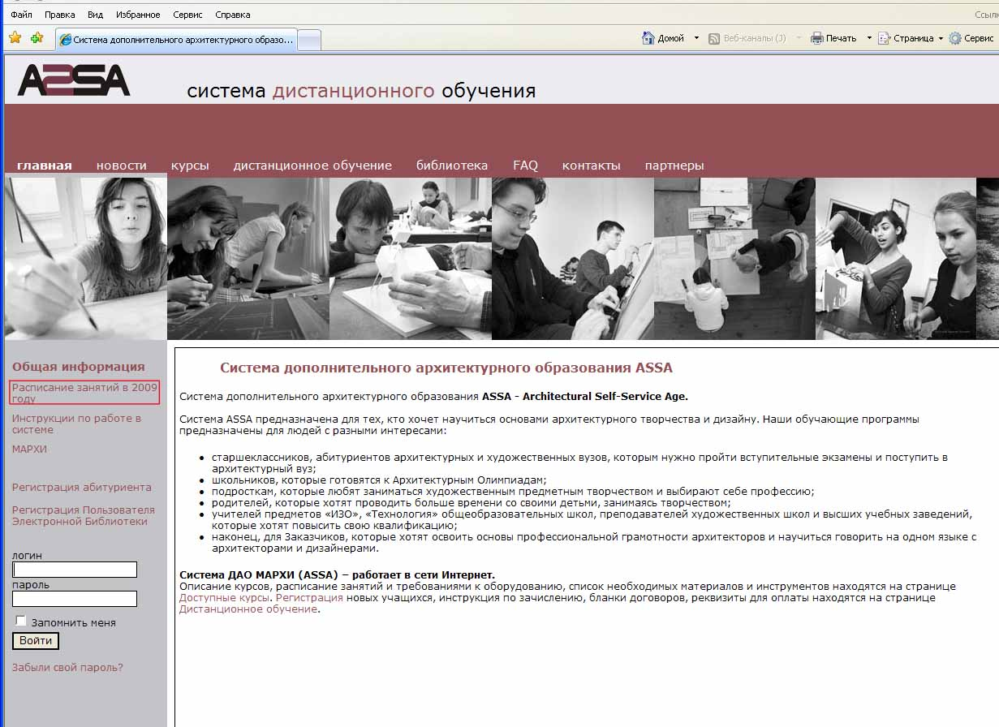 Файл Правка Вид Избранное Сервис Справка
Система дополнительного архитектурного образо... Домой Веб-каналы (J) Печать Страница Сервис
ASSA
система дистанционного обучения
главная новости курсы дистанционное обучение библиотека FAQ контакты партнеры
Общая информация
Расписание занятий в 2009
году
Инструкции по работе в
системе
МАРХИ
Регистрация абитуриента
Регистрация Пользователя
Электронной Библиотеки
логин
пароль
Запомнить меня
Войти
Забыли свой пароль?
Система дополнительного архитектурного образования ASSA
Система дополнительного архитектурного образования ASSA - Architectural Self-Service Age.
Система ASSA предназначена для тех, кто хочет научиться основами архитектурного творчества и дизайну. Наши обучающие программы
предназначены для людей с разными интересами:
• старшеклассников, абитуриентов архитектурных и художественных вузов, которым нужно пройти вступительные экзамены и поступить в
архитектурный вуз;
• школьников, которые готовятся к Архитектурным Олимпиадам;
• подросткам, которые любят заниматься художественным предметным творчеством и выбирают себе профессию;
• родителей, которые хотят проводить больше времени со своими детьми, занимаясь творчеством;
• учителей предметов «ИЗО», «Технология» общеобразовательных школ, преподавателей художественных школ и высших учебных заведений,
которые хотят повысить свою квалификацию;
• наконец, для Заказчиков, которые хотят освоить основы профессиональной грамотности архитекторов и научиться говорить на одном языке с
архитекторами и дизайнерами.
Система ДАО МАРХИ (ASSA) – работает в сети Интернет.
Описание курсов, расписание занятий и требованиями к оборудованию, список необходимых материалов и инструментов находятся на странице
Доступные курсы. Регистрация новых учащихся, инструкция по зачислению, бланки договоров, реквизиты для оплаты находятся на странице
Дистанционное обучение.